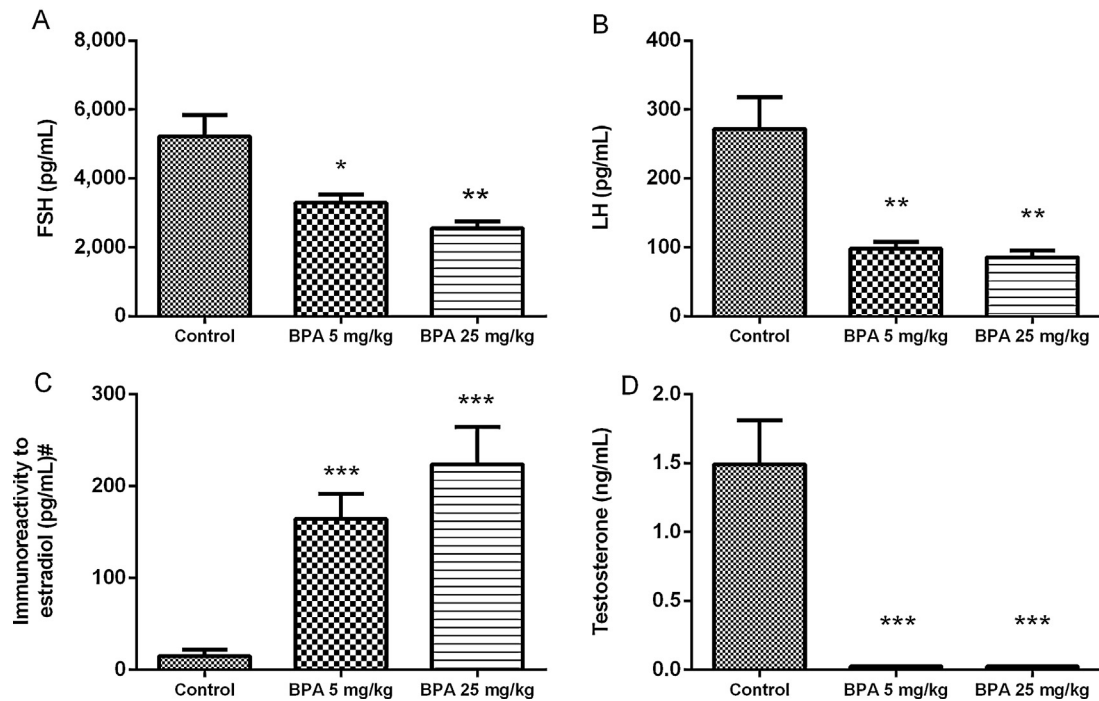 A
FSH (pg/mL)
8,000
6,000
4,000
2,000
0
*
**
Control
BPA 5 mg/kg
BPA 25 mg/kg
B
LH (pg/mL)
400
300
200
100
0
**
**
Control
BPA 5 mg/kg
BPA 25 mg/kg
C
Immunoreactivity to
estradiol (pg/mL)#
300
200
100
0
***
***
Control
BPA 5 mg/kg
BPA 25 mg/kg
D
Testosterone (ng/mL)
2.0
1.5
1.0
0.5
0.0
***
***
Control
BPA 5 mg/kg
BPA 25 mg/kg